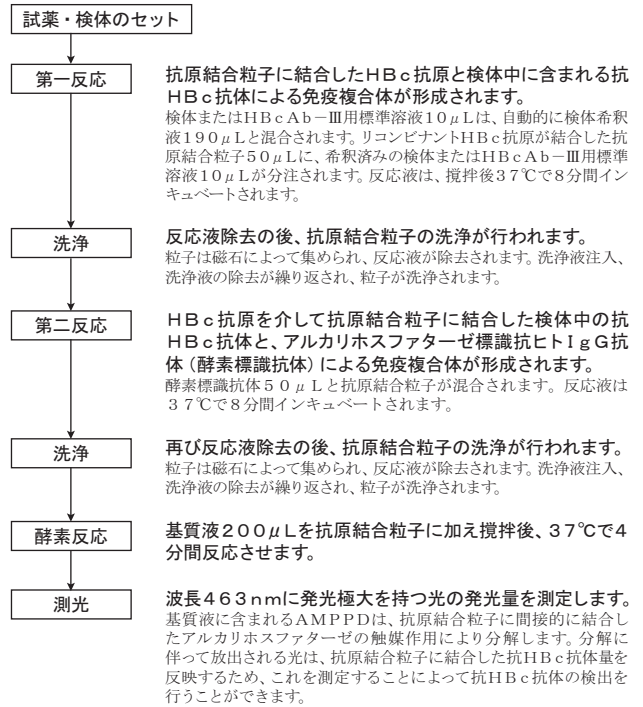 試薬・検体のセット
第一反応
抗原結合粒子に結合したHBc抗原と検体中に含まれる抗
HBc抗体による免疫複合体が形成されます。
検体またはHBcAb－Ⅲ用標準溶液10μLは、自動的に検体希釈
液190μLと混合されます。リコンビナントHBc抗原が結合した抗
原結合粒子50μLに、希釈済みの検体またはHBcAb－Ⅲ用標準
溶液10μLが分注されます。反応液は、撹拌後37℃で8分間イン
キュベートされます。
洗浄
反応液除去の後、抗原結合粒子の洗浄が行われます。
粒子は磁石によって集められ、反応液が除去されます。洗浄液注入、
洗浄液の除去が繰り返され、粒子が洗浄されます。
第二反応
HBc抗原を介して抗原結合粒子に結合した検体中の抗
HBc抗体と、アルカリホスファターゼ標識抗ヒトIgG抗
体（酵素標識抗体）による免疫複合体が形成されます。
酵素標識抗体50μLと抗原結合粒子が混合されます。反応液は
37℃で8分間インキュベートされます。
洗浄
再び反応液除去の後、抗原結合粒子の洗浄が行われます。
粒子は磁石によって集められ、反応液が除去されます。洗浄液注入、
洗浄液の除去が繰り返され、粒子が洗浄されます。
酵素反応
基質液200μLを抗原結合粒子に加え撹拌後、37℃で4
分間反応させます。
測光
波長463nmに発光極大を持つ光の発光量を測定します。
基質液に含まれるAMPPDは、抗原結合粒子に間接的に結合し
たアルカリホスファターゼの触媒作用により分解します。分解に
伴って放出される光は、抗原結合粒子に結合した抗HBc抗体量を
反映するため、これを測定することによって抗HBc抗体の検出を
行うことができます。